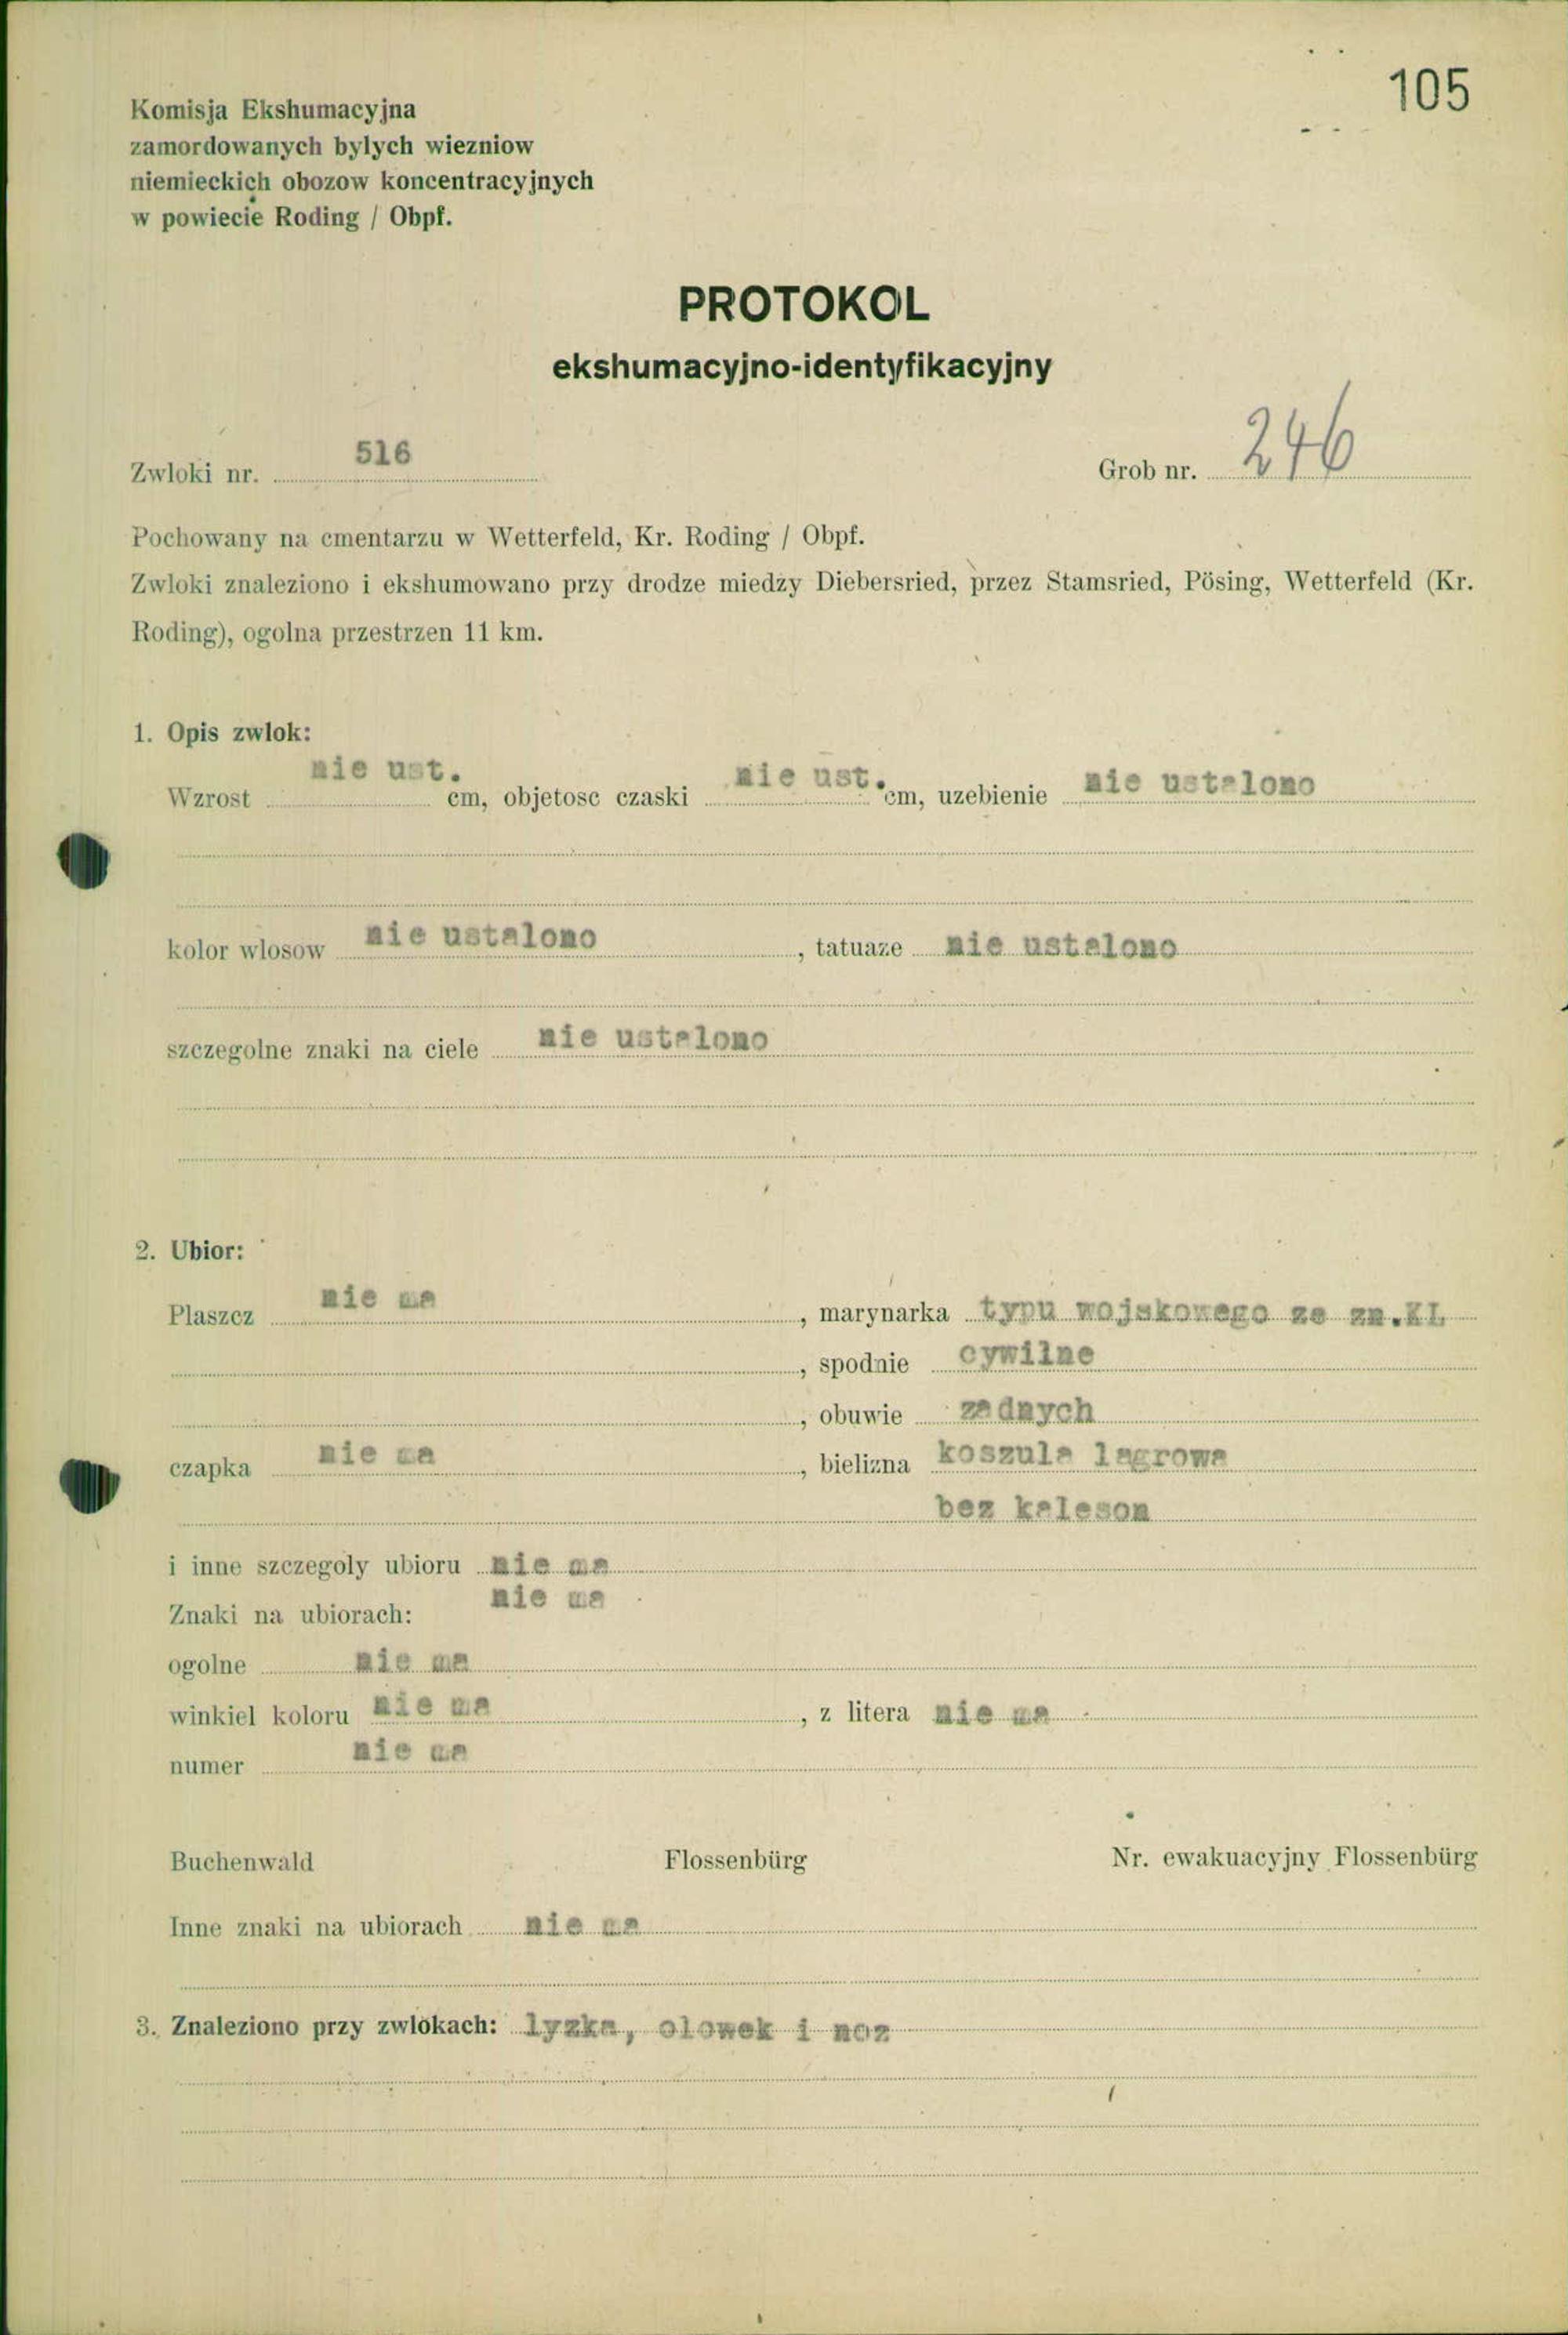 105
Komisja Ekshumacyjna
zamordowanych bylych wiezniow
niemieckich obozow koncentracyjnych
w powiecie Roding / Obpf.
PROTOKOL
ekshumacyjno-identyfikacyjny
Zwloki nr. 516 Grob nr. 246
Pochowany na cmentarzu w Wetterfeld, Kr. Roding / Obpf.
Zwloki znaleziono i ekshumowano przy drodze miedzy Diebersried, przez Stamsried, Pösing, Wetterfeld (Kr.
Roding), ogolna przestrzen 11 km.
1. Opis zwlok:
Wzrost nie ust. cm, objetosc czaski nie ust. cm, uzebienie nie ustalono
kolor wlosow nie ustalono, tatuaze nie ustalono
szczegolne znaki na ciele nie ustalono
2. Ubior:
Plaszcz nie ma, marynarka typu wojskowego ze zn.KL
, spodnie cywilne
, obuwie zadnych
czapka nie ma, bielizna koszula lagrowa
bez kaleson
i inne szczegoly ubioru nie ma
Znaki na ubiorach: nie ma
ogolne nie ma
winkiel koloru nie ma, z litera nie ma
numer nie ma
Buchenwald Flossenbürg Nr. ewakuacyjny Flossenbürg
Inne znaki na ubiorach nie ma
3. Znaleziono przy zwlokach: lyzka, olowek i noz